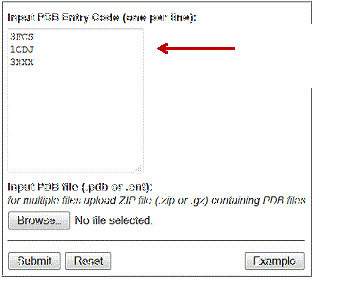 Input PDB Entry Code (one per line):
3FCS
1CDJ
3XXX
Input PDB file (.pdb or .ent):
for multiple files upload ZIP file (.zip or .gz) containing PDB files
Browse... No file selected.
Submit Reset Example